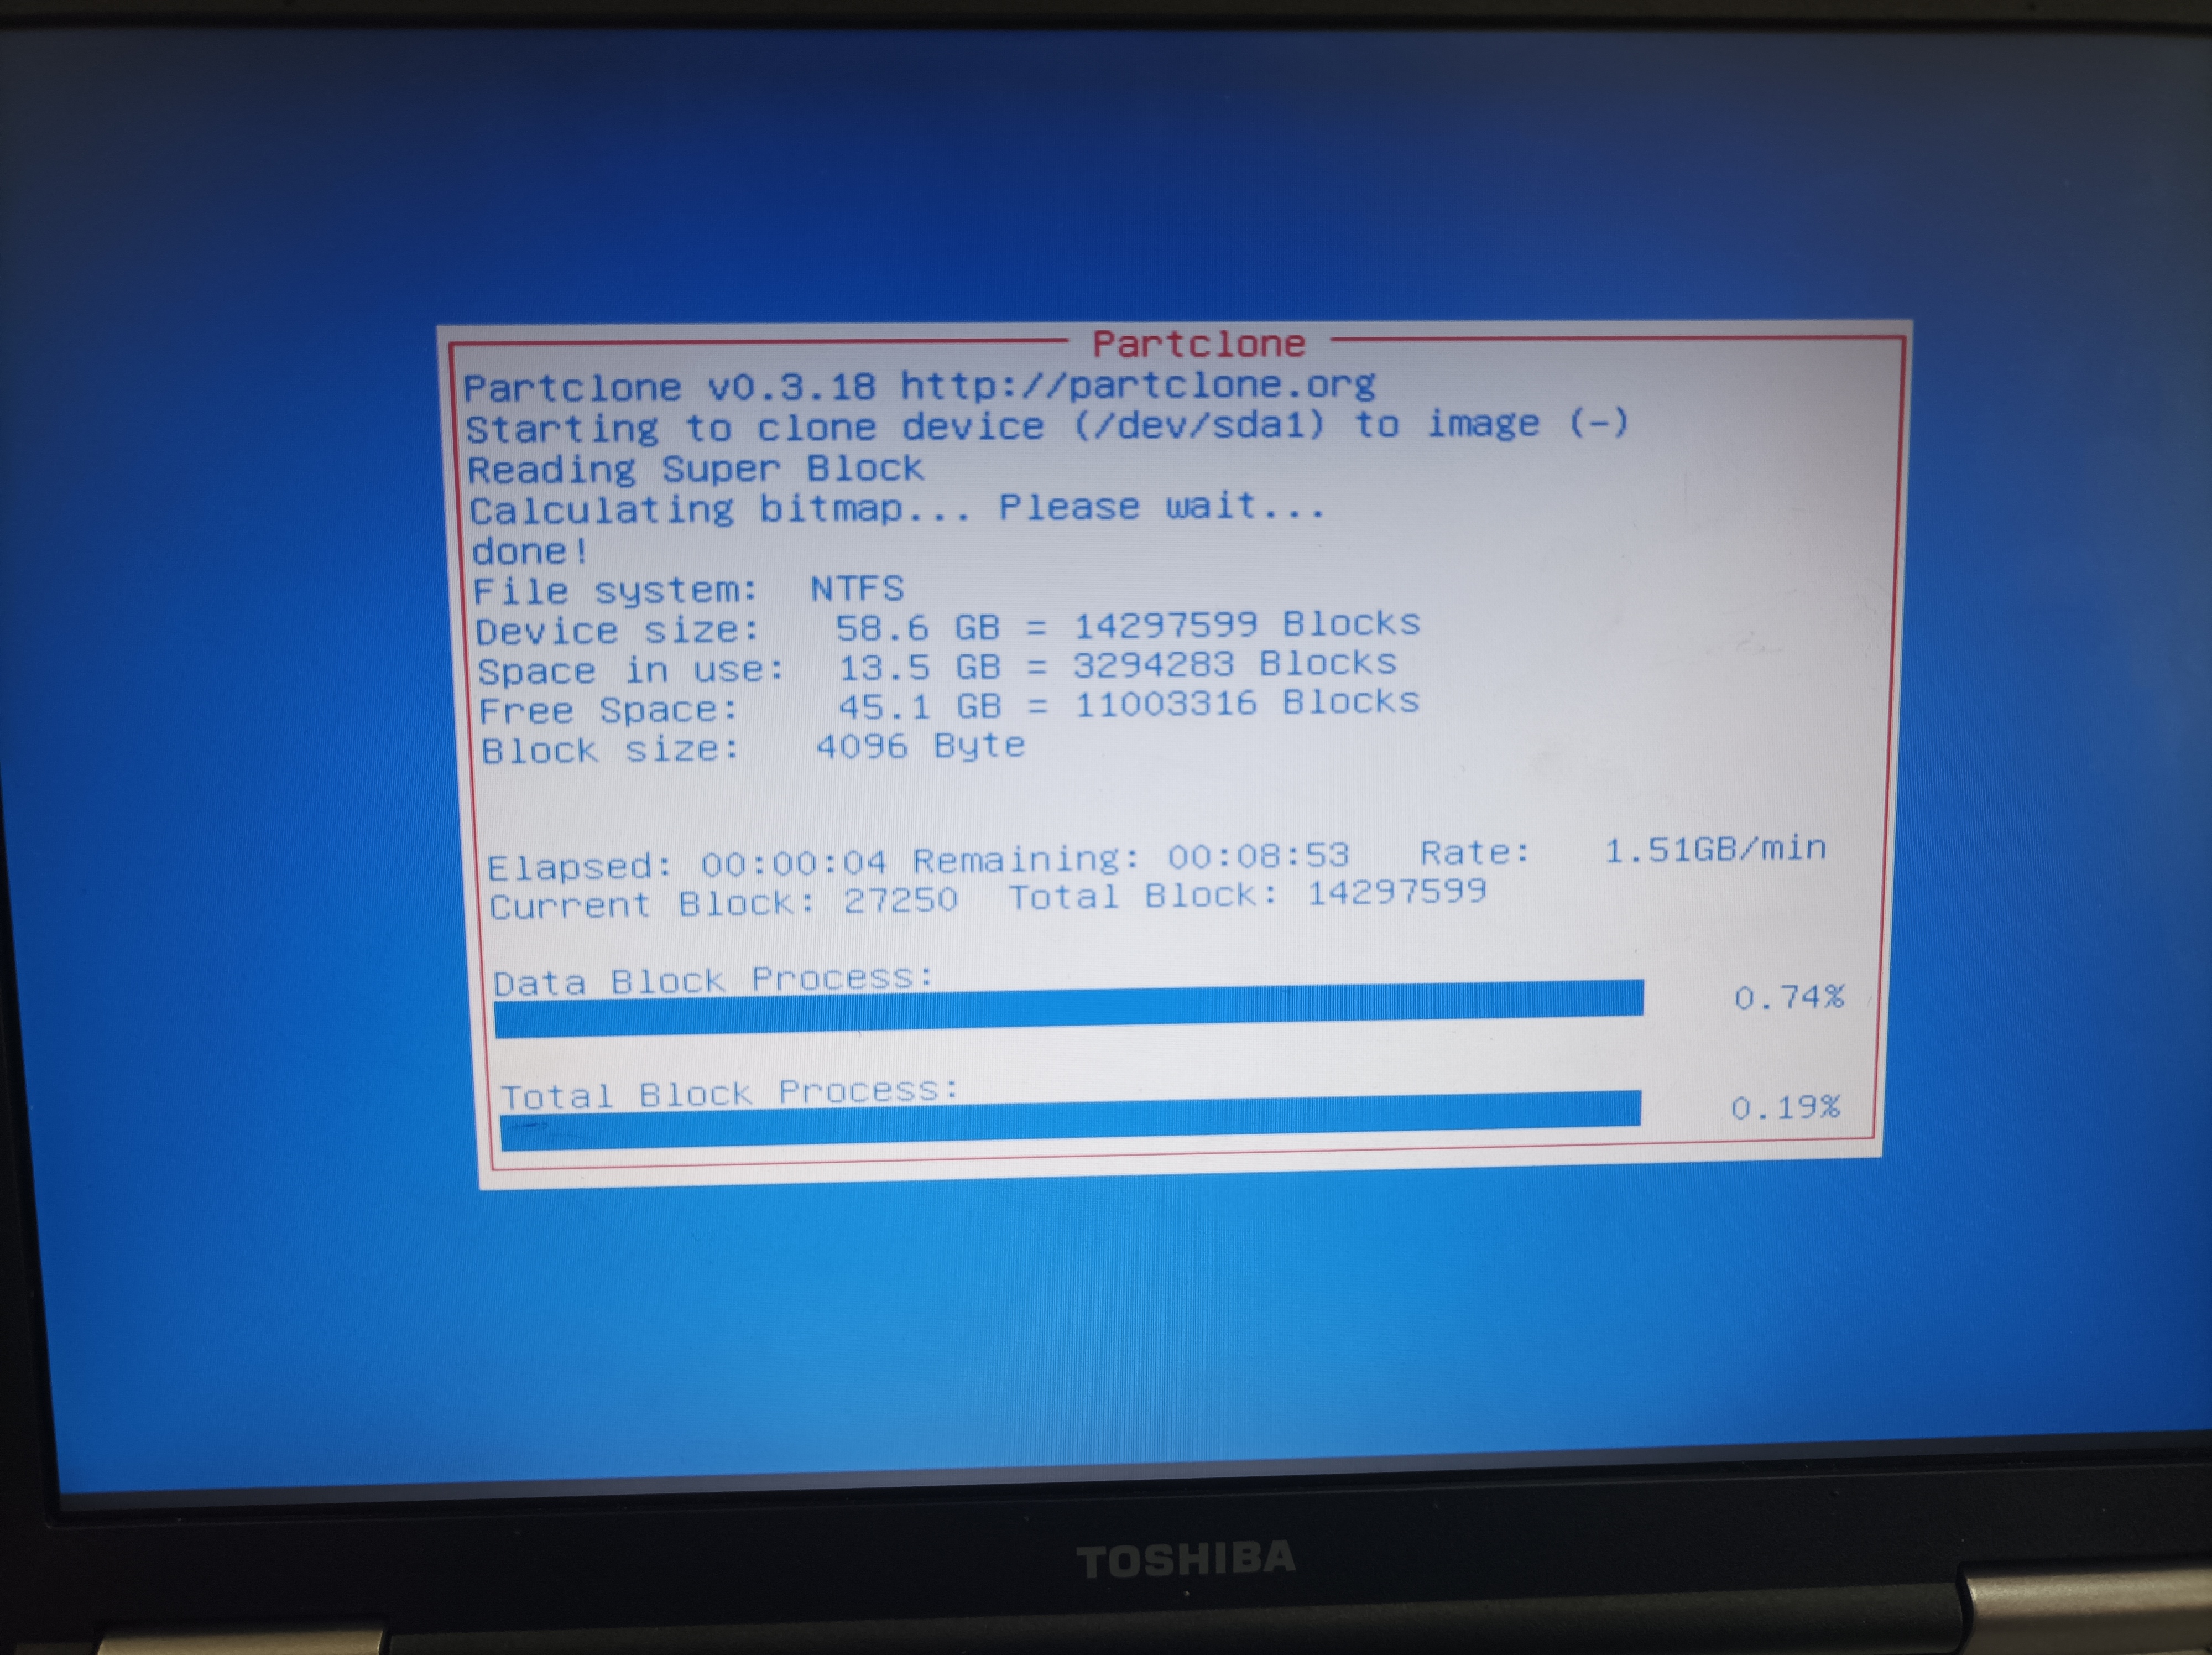 Partclone
Partclone v0.3.18 http://partclone.org
Starting to clone device (/dev/sda1) to image (-)
Reading Super Block
Calculating bitmap... Please wait...
done!
File system: NTFS
Device size: 58.6 GB = 14297599 Blocks
Space in use: 13.5 GB = 3294283 Blocks
Free Space: 45.1 GB = 11003316 Blocks
Block size: 4096 Byte
Elapsed: 00:00:04 Remaining: 00:08:53 Rate: 1.51GB/min
Current Block: 27250 Total Block: 14297599
Data Block Process:
0.74%
Total Block Process:
0.19%
TOSHIBA